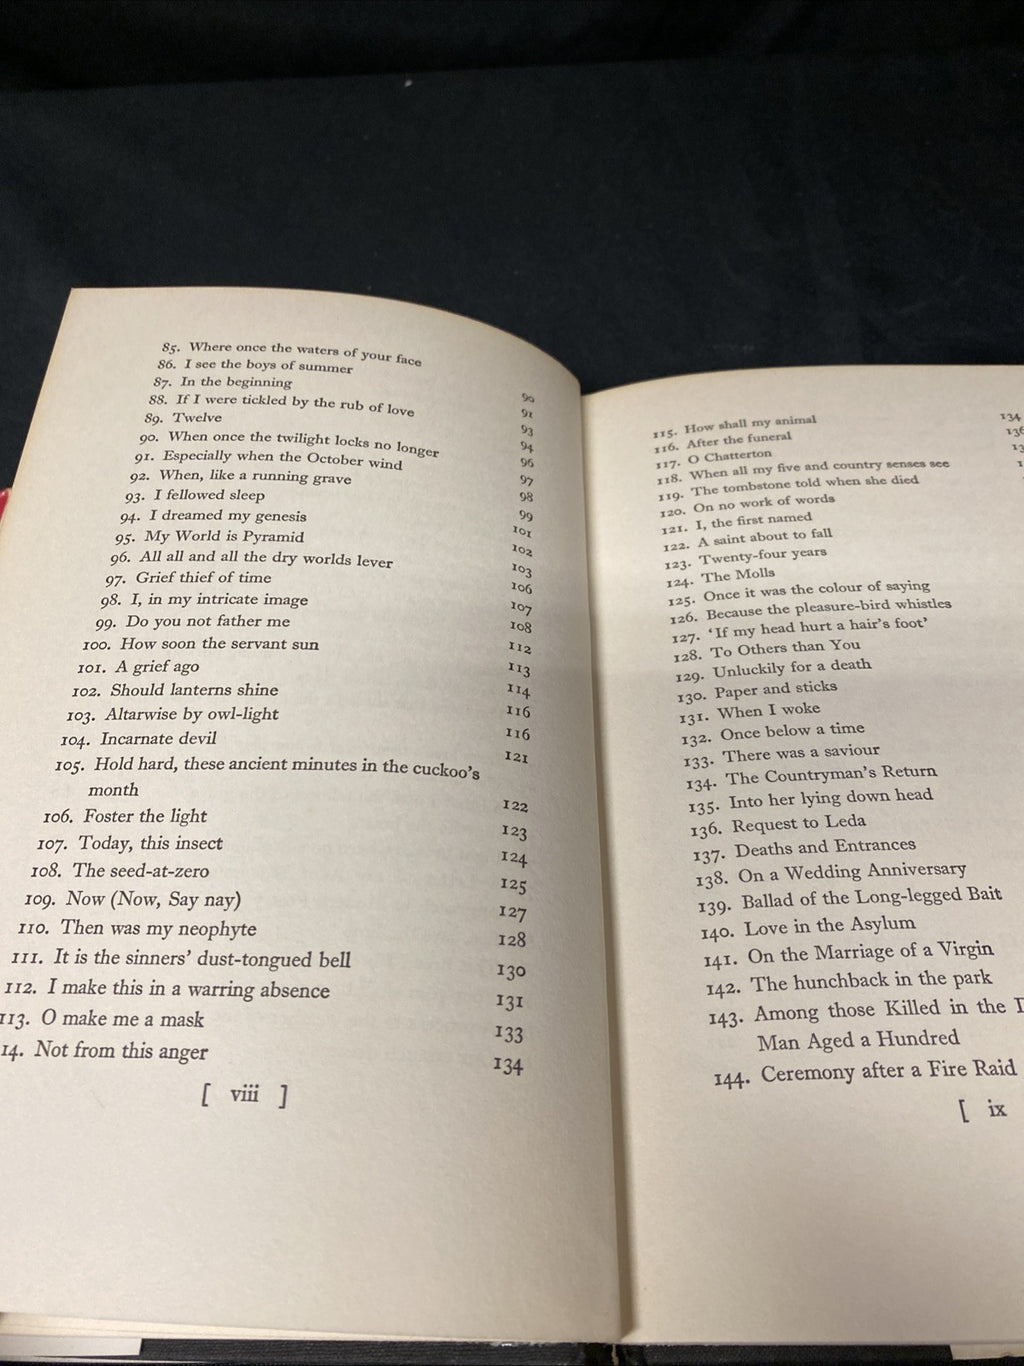 85. Where once the waters of your face 90
86. I see the boys of summer 91
87. In the beginning 93
88. If I were tickled by the rub of love 94
89. Twelve 96
90. When once the twilight locks no longer 97
91. Especially when the October wind 98
92. When, like a running grave 99
93. I fellowed sleep 101
94. I dreamed my genesis 102
95. My World is Pyramid 103
96. All all and all the dry worlds lever 106
97. Grief thief of time 107
98. I, in my intricate image 108
99. Do you not father me 112
100. How soon the servant sun 113
101. A grief ago 114
102. Should lanterns shine 116
103. Altarwise by owl-light 116
104. Incarnate devil 121
105. Hold hard, these ancient minutes in the cuckoo's
month 122
106. Foster the light 123
107. Today, this insect 124
108. The seed-at-zero 125
109. Now (Now, Say nay) 127
110. Then was my neophyte 128
111. It is the sinners' dust-tongued bell 130
112. I make this in a warring absence 131
113. O make me a mask 133
14. Not from this anger 134
[ viii ]
115. How shall my animal 134
116. After the funeral 136
117. O Chatterton 13
118. When all my five and country senses see 1
119. The tombstone told when she died
120. On no work of words
121. I, the first named
122. A saint about to fall
123. Twenty-four years
124. The Molls
125. Once it was the colour of saying
126. Because the pleasure-bird whistles
127. 'If my head hurt a hair's foot'
128. To Others than You
129. Unluckily for a death
130. Paper and sticks
131. When I woke
132. Once below a time
133. There was a saviour
134. The Countryman's Return
135. Into her lying down head
136. Request to Leda
137. Deaths and Entrances
138. On a Wedding Anniversary
139. Ballad of the Long-legged Bait
140. Love in the Asylum
141. On the Marriage of a Virgin
142. The hunchback in the park
143. Among those Killed in the
Man Aged a Hundred
144. Ceremony after a Fire Raid
[ ix